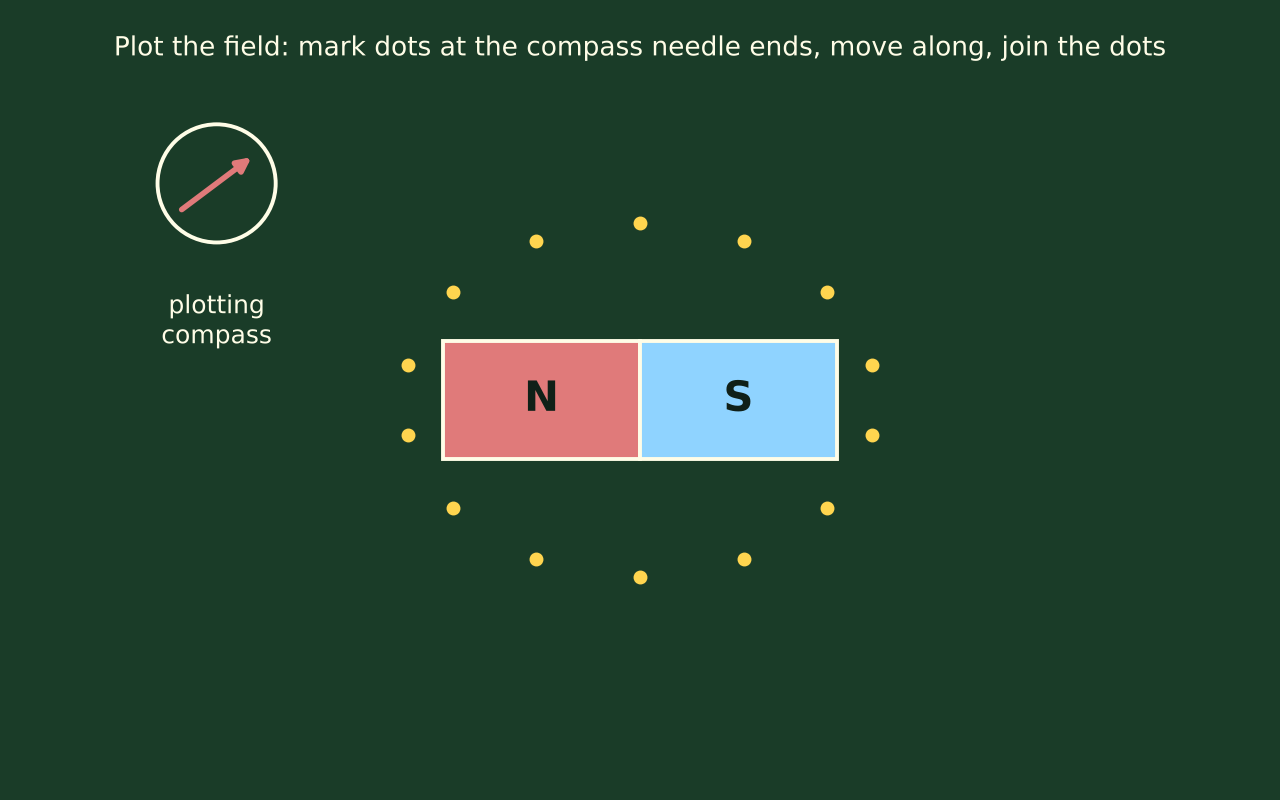 Plot the field: mark dots at the compass needle ends, move along, join the dots
plotting
compass
N
S